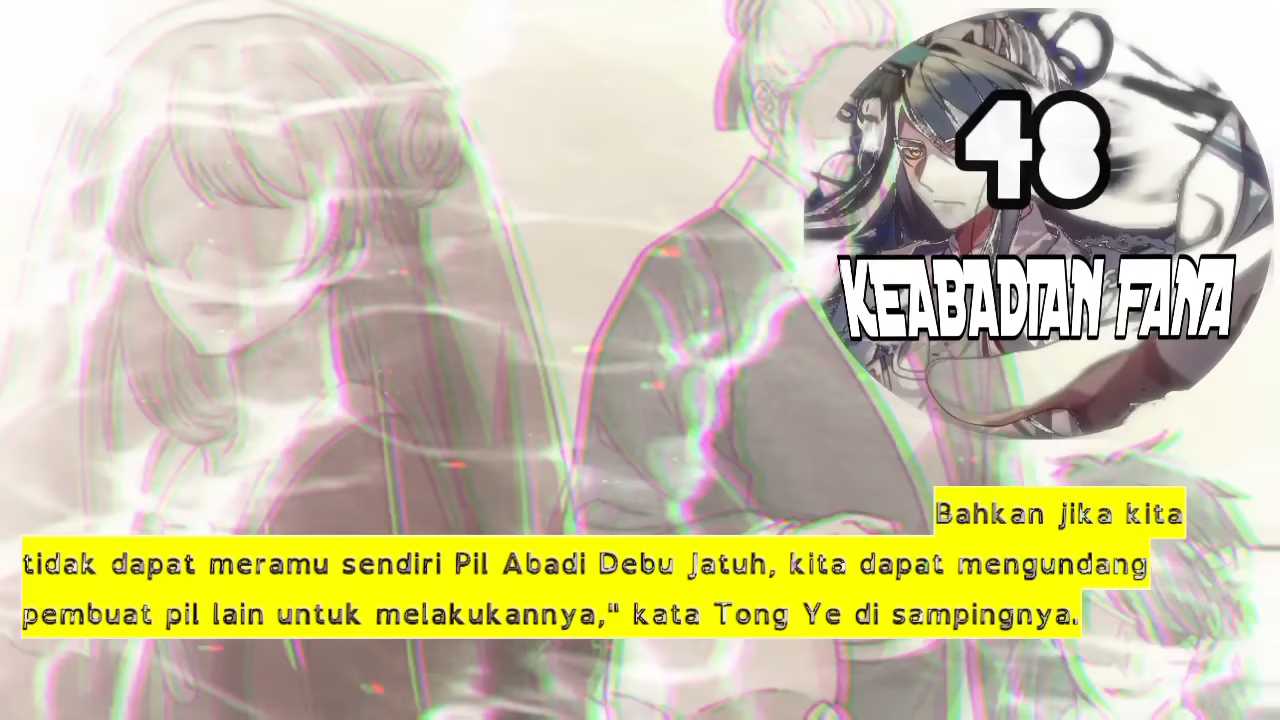 48
KEABADIAN FANA
Bahkan jika kita
tidak dapat meramu sendiri Pil Abadi Debu Jatuh, kita dapat mengundang
pembuat pil lain untuk melakukannya," kata Tong Ye di sampingnya.